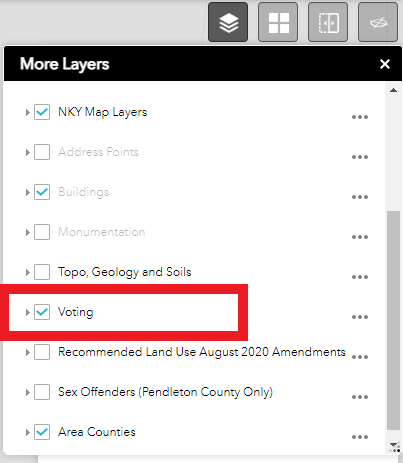 More Layers
NKY Map Layers
Address Points
Buildings
Monumentation
Topo, Geology and Soils
Voting
Recommended Land Use August 2020 Amendments
Sex Offenders (Pendleton County Only)
Area Counties